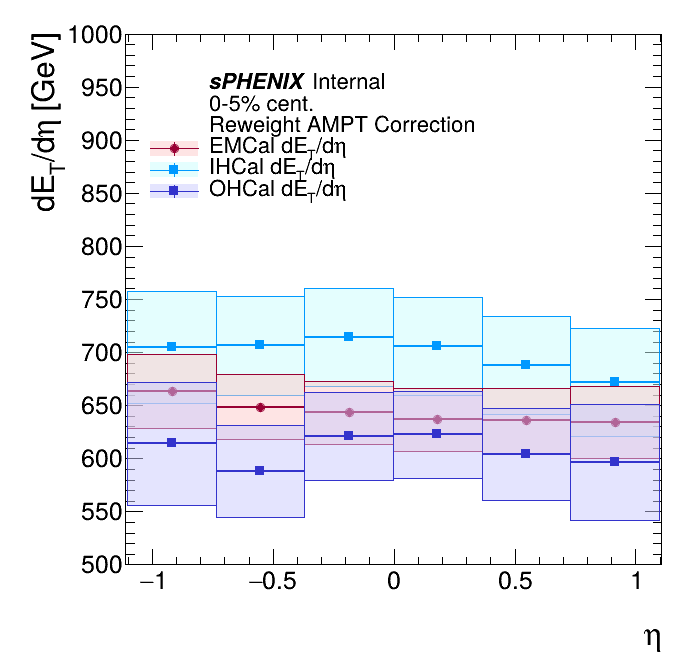 dE_T/dη [GeV]
1000
950
900
850
800
750
700
650
600
550
500
sPHENIX Internal
0-5% cent.
Reweight AMPT Correction
EMCal dE_T/dη
IHCal dE_T/dη
OHCal dE_T/dη
−1 −0.5 0 0.5 1
η